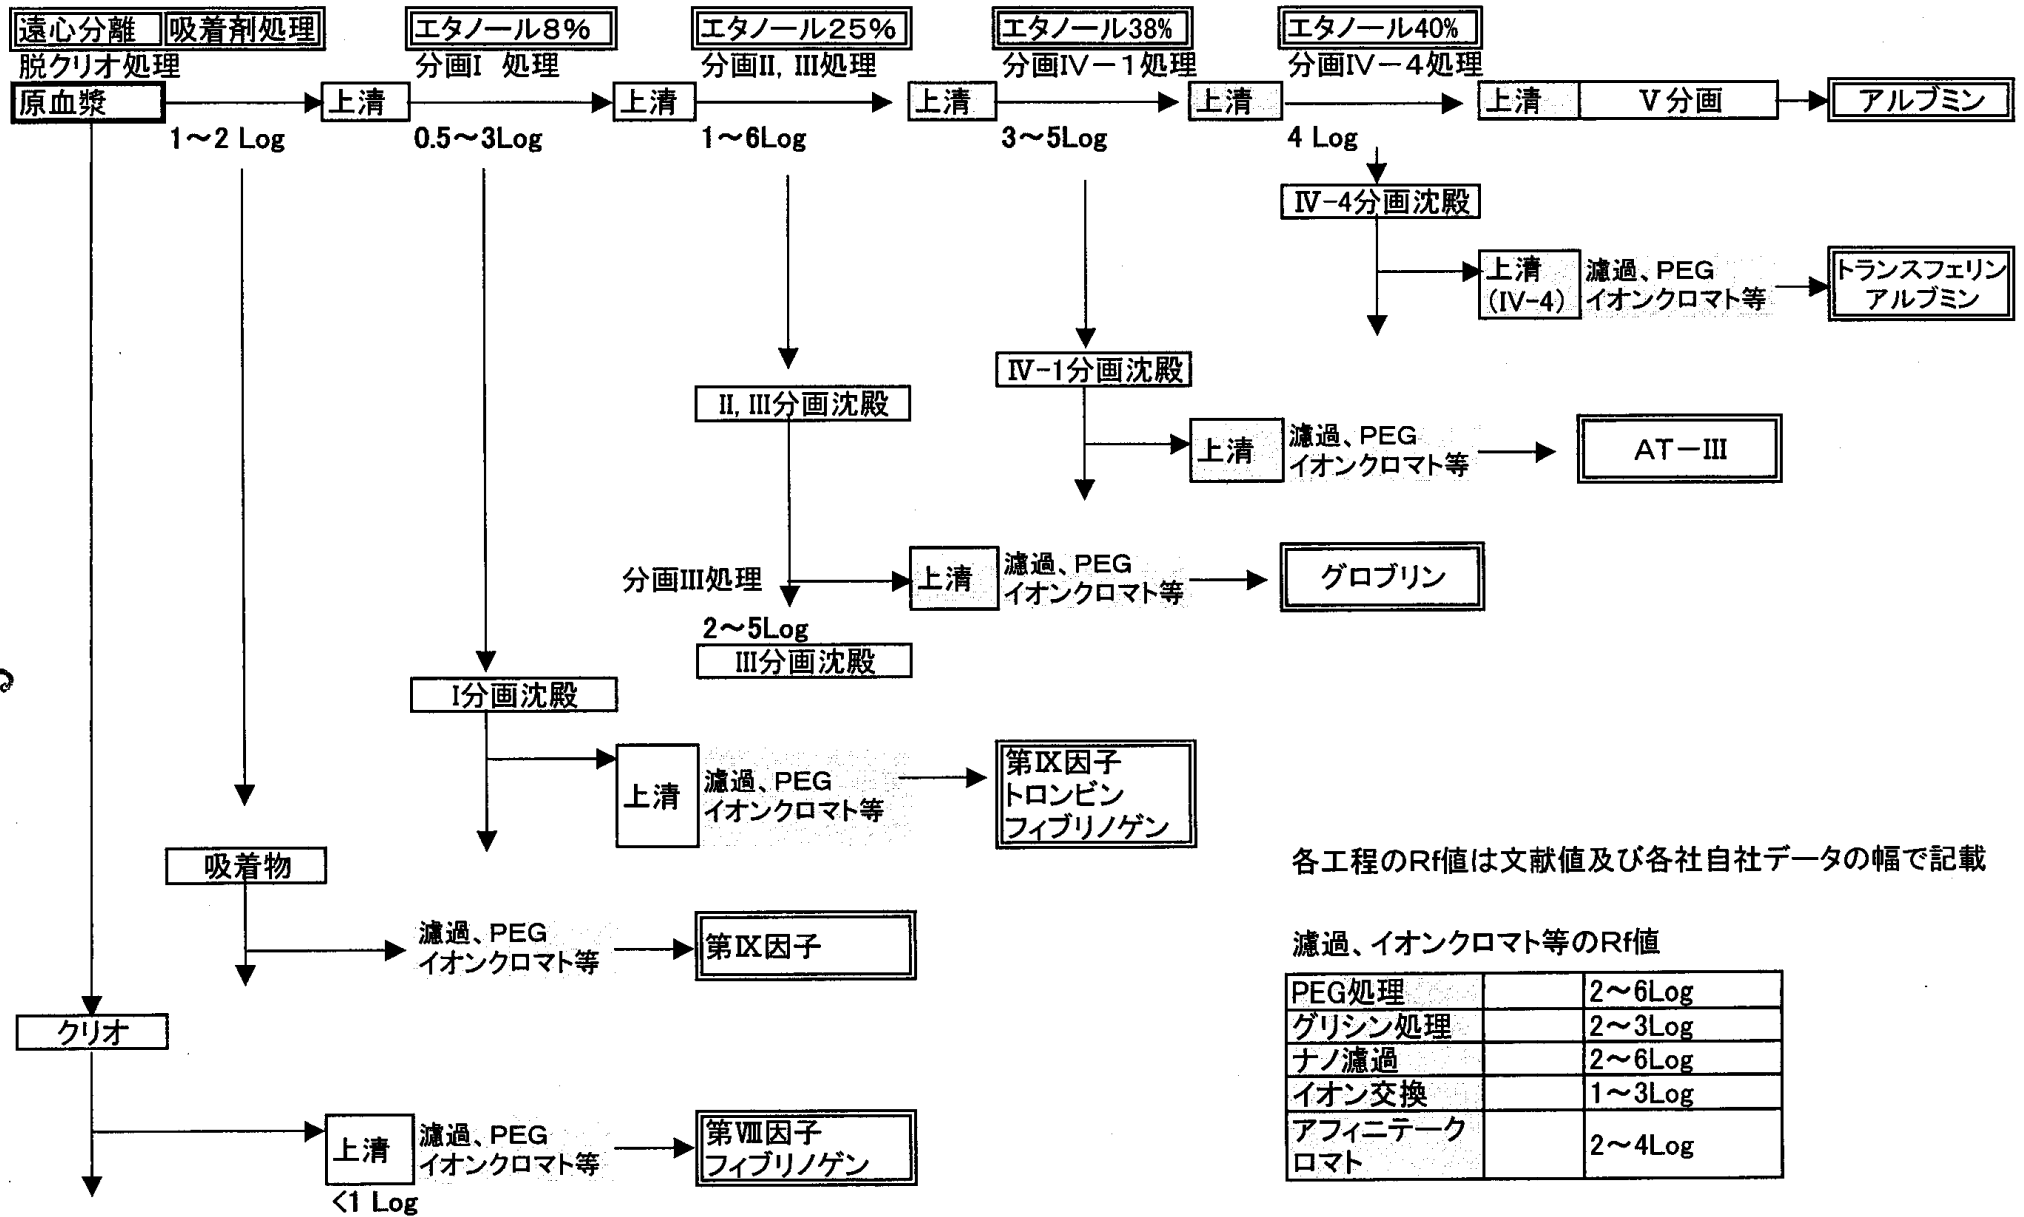 遠心分離 吸着剤処理 エタノール8% エタノール25% エタノール38% エタノール40%
脱クリオ処理 分画I 処理 分画II, III処理 分画Ⅳ－1処理 分画Ⅳ－4処理
原血漿 上清 上清 上清 上清 上清 Ⅴ分画 アルブミン
1～2 Log 0.5～3Log 1～6Log 3～5Log 4 Log
Ⅳ-4分画沈殿
上清 濾過、PEG トランスフェリン
(Ⅳ-4) イオンクロマト等 アルブミン
Ⅳ-1分画沈殿
II, III分画沈殿
上清 濾過、PEG AT－III
イオンクロマト等
分画III処理 上清 濾過、PEG グロブリン
イオンクロマト等
2～5Log
III分画沈殿
I分画沈殿
上清 濾過、PEG
イオンクロマト等
第Ⅸ因子
トロンビン
フィブリノゲン
吸着物
各工程のRf値は文献値及び各社自社データの幅で記載
濾過、PEG 第Ⅸ因子
イオンクロマト等
濾過、イオンクロマト等のRf値
PEG処理 2～6Log
グリシン処理 2～3Log
ナノ濾過 2～6Log
イオン交換 1～3Log
アフィニテーク
ロマト 2～4Log
クリオ
上清 濾過、PEG 第Ⅷ因子
イオンクロマト等 フィブリノゲン
<1 Log